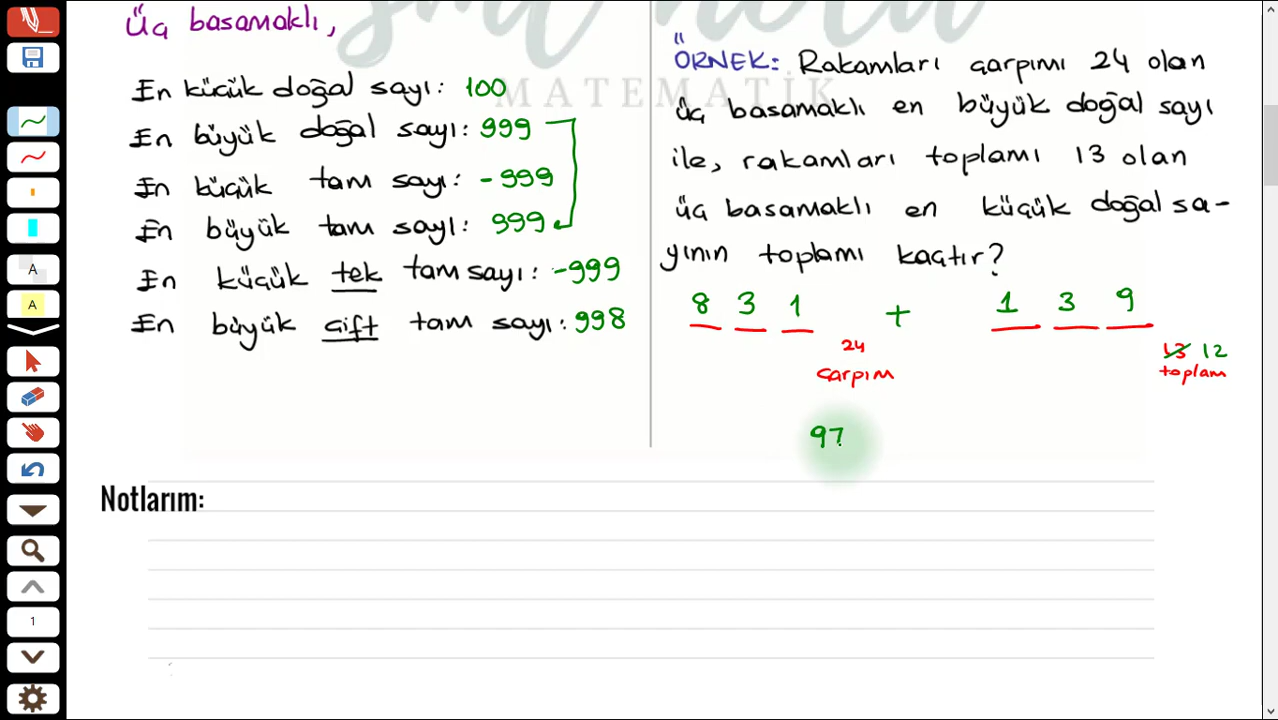 Üç basamaklı,
En küçük doğal sayı: 100
En büyük doğal sayı: 999
En küçük tam sayı: -999
En büyük tam sayı: 999
En küçük tek tam sayı: -999
En büyük çift tam sayı: 998
MATEMATİK
ÖRNEK: Rakamları çarpımı 24 olan
üç basamaklı en büyük doğal sayı
ile, rakamları toplamı 13 olan
üç basamaklı en küçük doğal sa-
yının toplamı kaçtır?
8 3 1 + 1 3 9
24
çarpım
13 12
toplam
97
Notlarım:
A
A
1